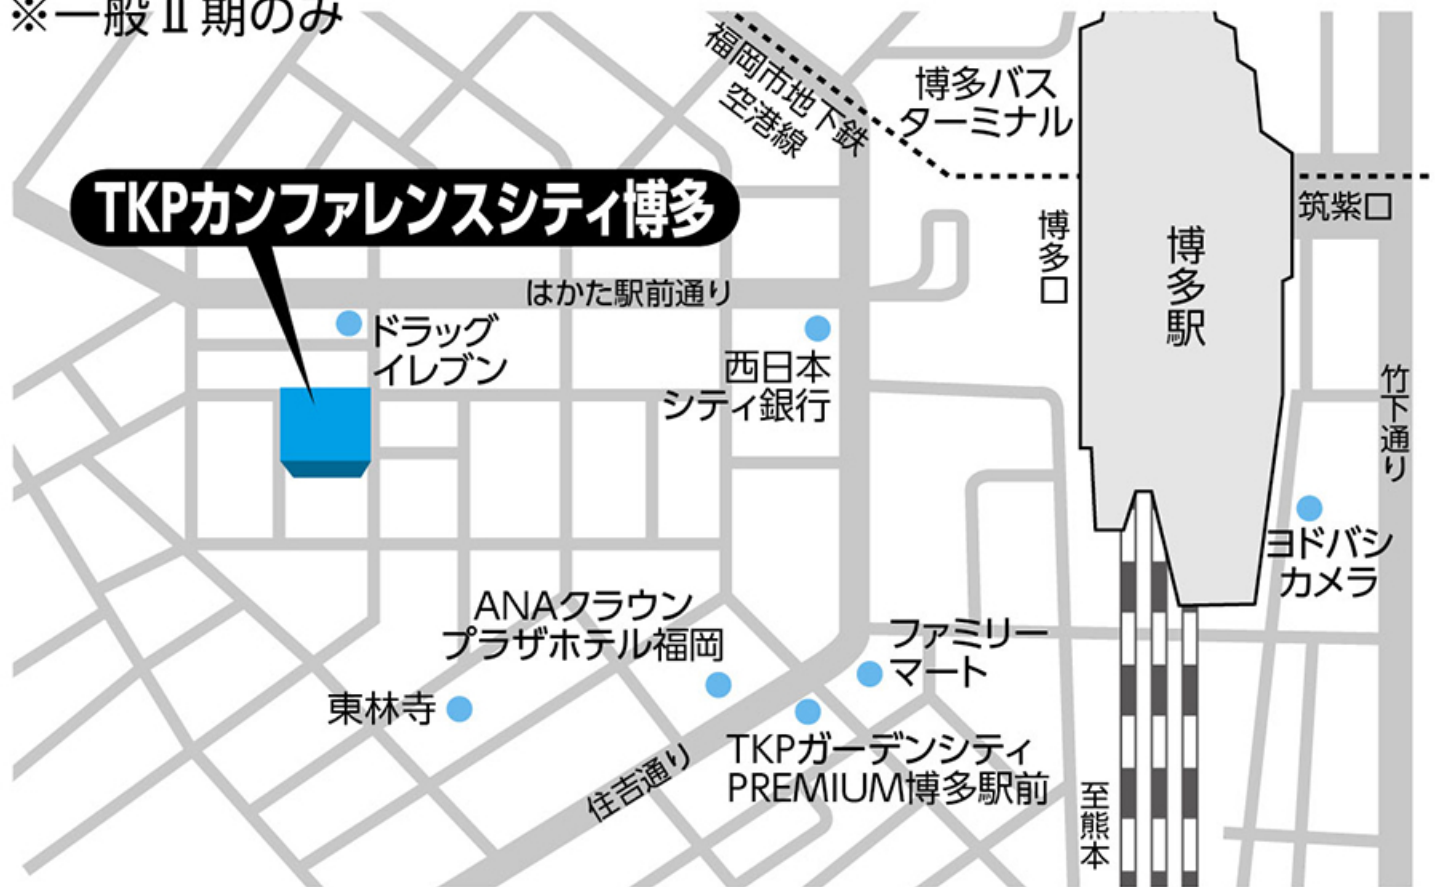 ※一般Ⅱ期のみ
福岡市地下鉄
空港線
博多バス
ターミナル
TKPカンファレンスシティ博多
博多口
博多駅
筑紫口
はかた駅前通り
ドラッグ
イレブン
西日本
シティ銀行
竹下通り
ヨドバシ
カメラ
ANAクラウン
プラザホテル福岡
ファミリー
マート
東林寺
TKPガーデンシティ
PREMIUM博多駅前
住吉通り
至熊本